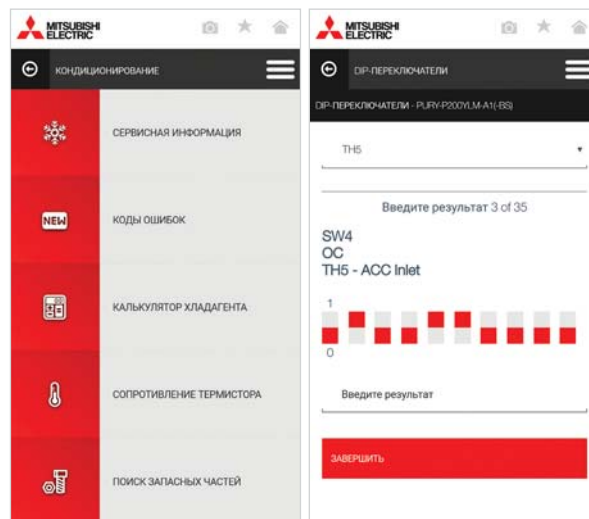 MITSUBISHI
ELECTRIC
КОНДИЦИОНИРОВАНИЕ
СЕРВИСНАЯ ИНФОРМАЦИЯ
NEW
КОДЫ ОШИБОК
КАЛЬКУЛЯТОР ХЛАДАГЕНТА
СОПРОТИВЛЕНИЕ ТЕРМИСТОРА
ПОИСК ЗАПАСНЫХ ЧАСТЕЙ
MITSUBISHI
ELECTRIC
DIP-ПЕРЕКЛЮЧАТЕЛИ
DIP-ПЕРЕКЛЮЧАТЕЛИ - PURY-P200YLM-A1(-BS)
TH5
Введите результат 3 of 35
SW4
OC
TH5 - ACC Inlet
1
0
Введите результат
ЗАВЕРШИТЬ